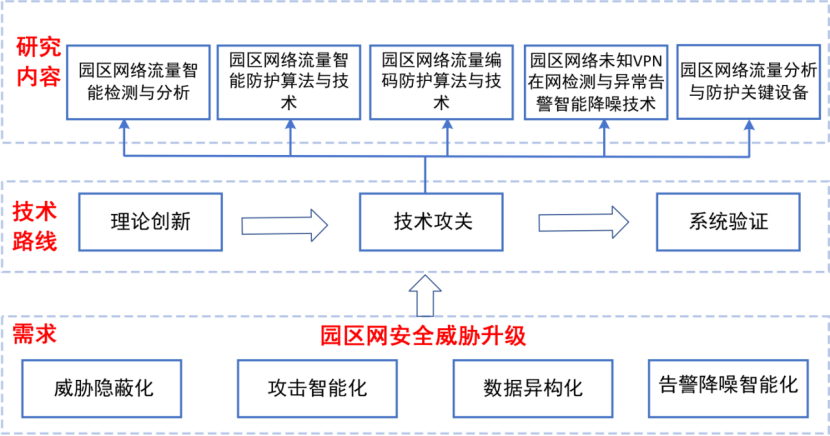 研究
内容
园区网络流量智
能检测与分析
园区网络流量智
能防护算法与技
术
园区网络流量编
码防护算法与技
术
园区网络未知VPN
在网检测与异常告
警智能降噪技术
园区网络流量分析
与防护关键设备
技术
路线
理论创新
技术攻关
系统验证
需求
园区网安全威胁升级
威胁隐蔽化
攻击智能化
数据异构化
告警降噪智能化